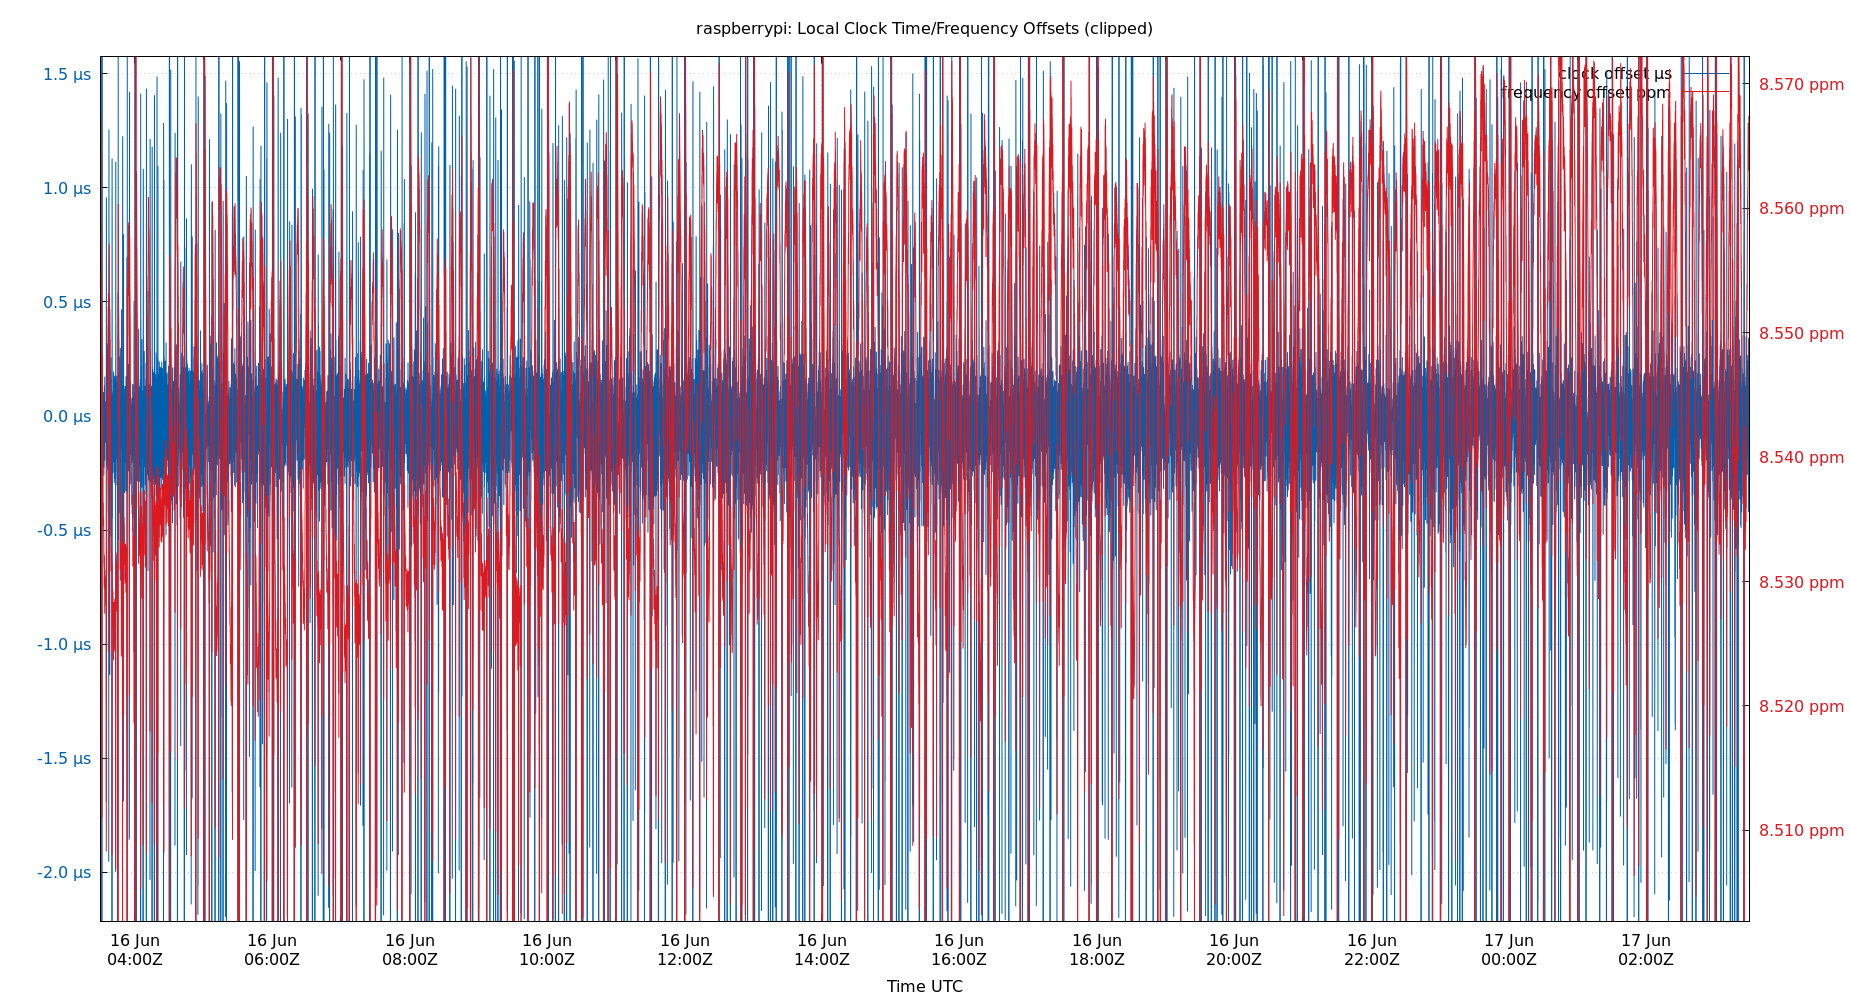 raspberrypi: Local Clock Time/Frequency Offsets (clipped)
clock offset µs
frequency offset ppm
1.5 µs
1.0 µs
0.5 µs
0.0 µs
-0.5 µs
-1.0 µs
-1.5 µs
-2.0 µs
8.570 ppm
8.560 ppm
8.550 ppm
8.540 ppm
8.530 ppm
8.520 ppm
8.510 ppm
16 Jun 16 Jun 16 Jun 16 Jun 16 Jun 16 Jun 16 Jun 16 Jun 16 Jun 16 Jun 17 Jun 17 Jun
04:00Z 06:00Z 08:00Z 10:00Z 12:00Z 14:00Z 16:00Z 18:00Z 20:00Z 22:00Z 00:00Z 02:00Z
Time UTC